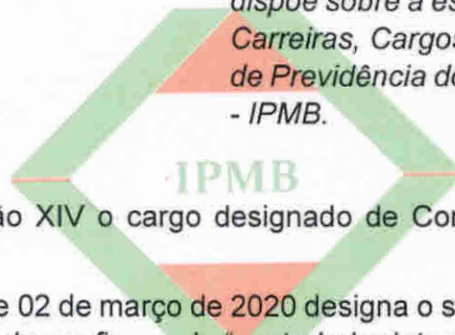 dispõe sobre a es
Carreiras, Cargos
de Previdência do
- IPMB.
IPMB
ão XIV o cargo designado de Con
e 02 de março de 2020 designa o s